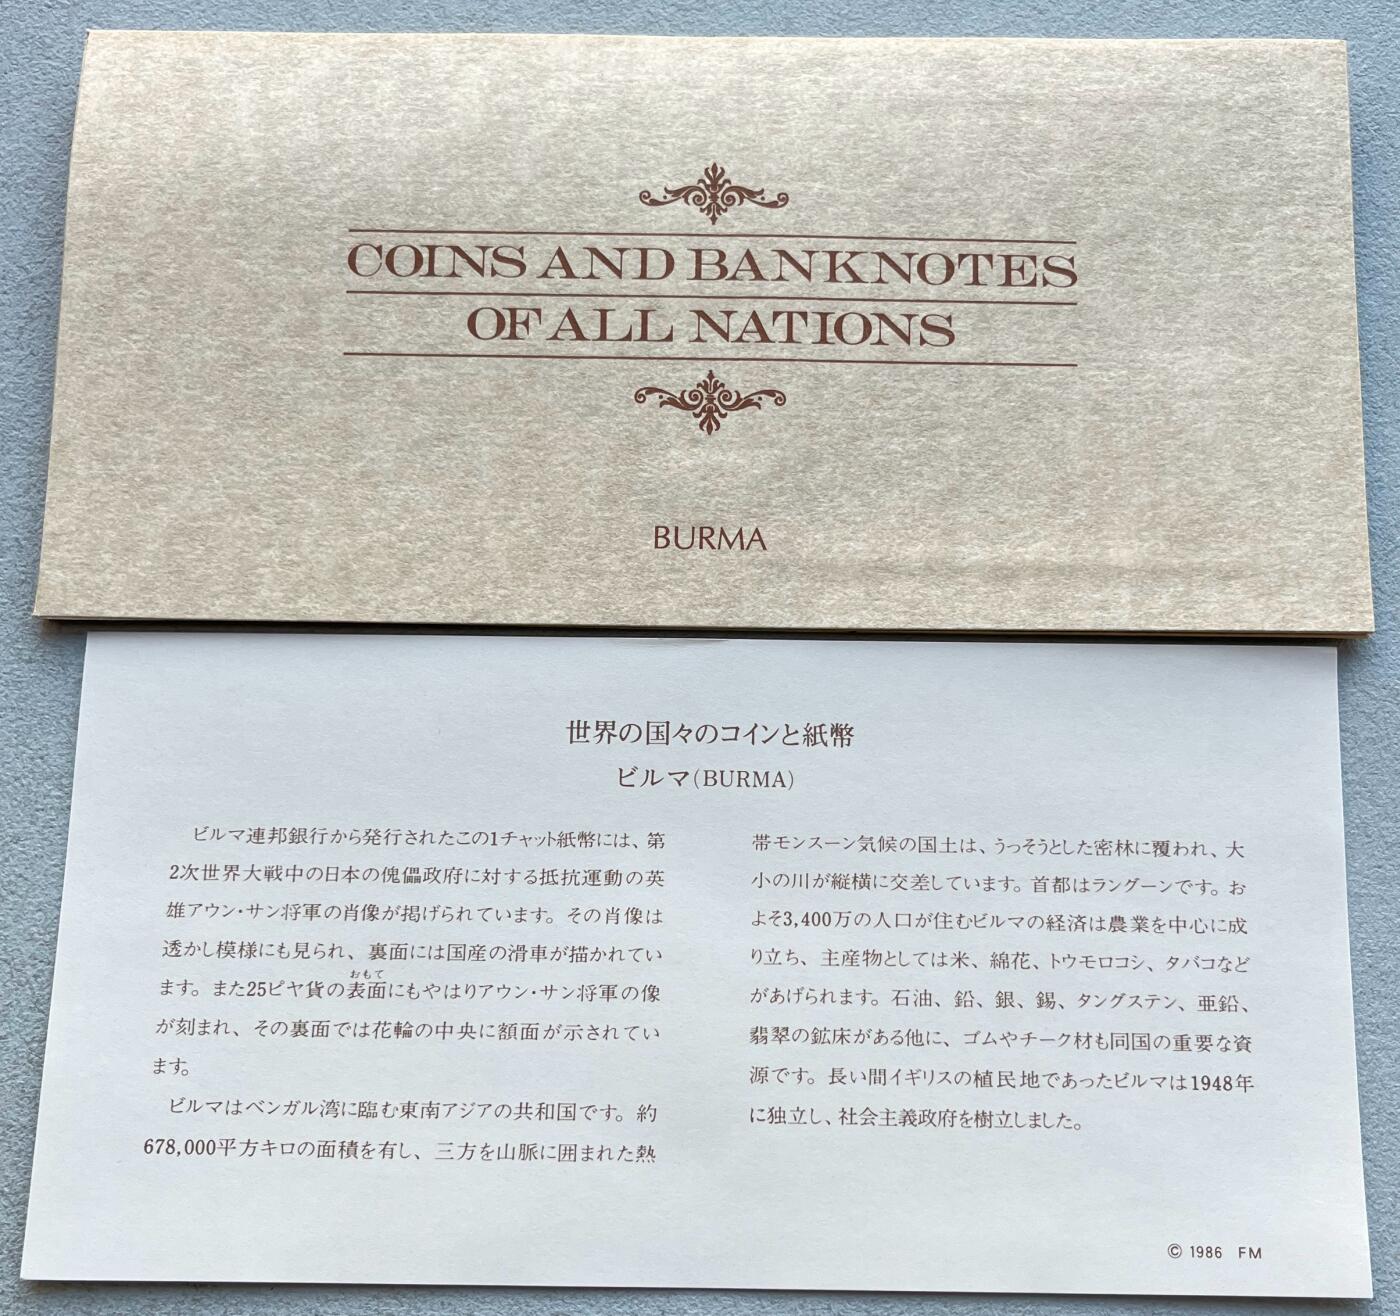 COINS AND BANKNOTES
OF ALL NATIONS
BURMA
世界の国々のコインと紙幣
ビルマ(BURMA)
ビルマ連邦銀行から発行されたこの1チャット紙幣には、第
2次世界大戦中の日本の傀儡政府に対する抵抗運動の英
雄アウン・サン将軍の肖像が掲げられています。その肖像は
透かし模様にも見られ、裏面には国産の滑車が描かれてい
おもて
ます。また25ピヤ貨の表面にもやはりアウン・サン将軍の像
が刻まれ、その裏面では花輪の中央に額面が示されてい
ます。
ビルマはベンガル湾に臨む東南アジアの共和国です。約
678,000平方キロの面積を有し、三方を山脈に囲まれた熱
帯モンスーン気候の国土は、うっそうとした密林に覆われ、大
小の川が縦横に交差しています。首都はラングーンです。お
よそ3,400万の人口が住むビルマの経済は農業を中心に成
り立ち、主産物としては米、綿花、トウモロコシ、タバコなど
があげられます。石油、鉛、銀、錫、タングステン、亜鉛、
翡翠の鉱床がある他に、ゴムやチーク材も同国の重要な資
源です。長い間イギリスの植民地であったビルマは1948年
に独立し、社会主義政府を樹立しました。
© 1986 FM